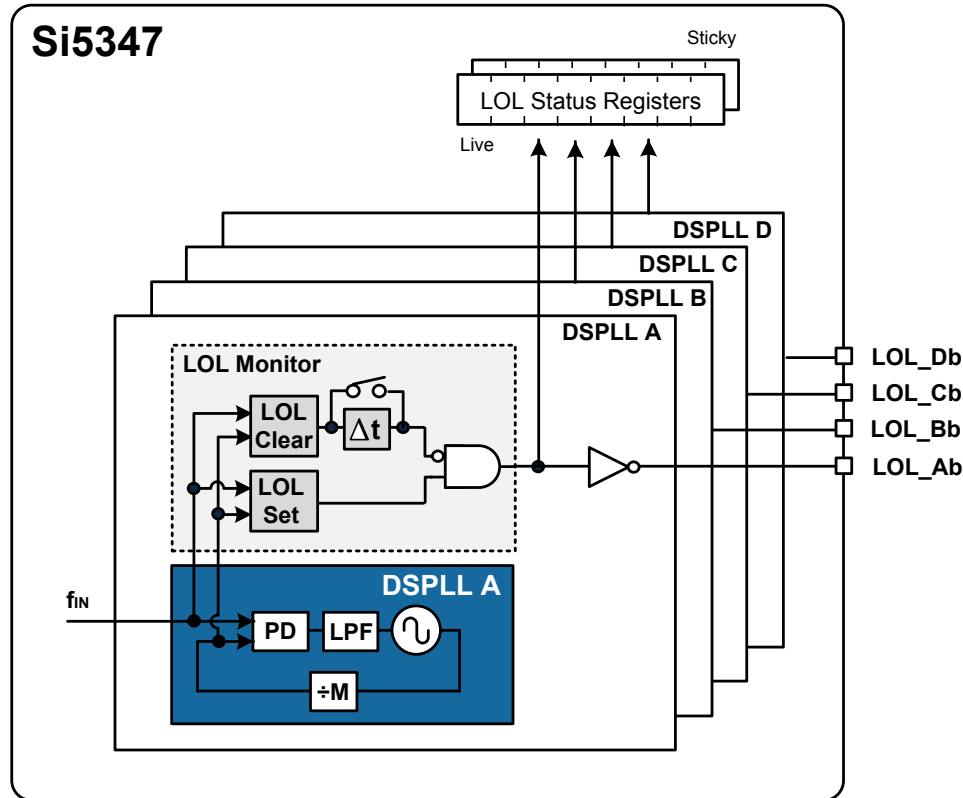 Si5347
Sticky
LOL Status Registers
Live
DSPLL D
DSPLL C
DSPLL B
DSPLL A
LOL Monitor
LOL
Clear
Δt
LOL
Set
LOL_Db
LOL_Cb
LOL_Bb
LOL_Ab
DSPLL A
fIN
PD
LPF
÷M